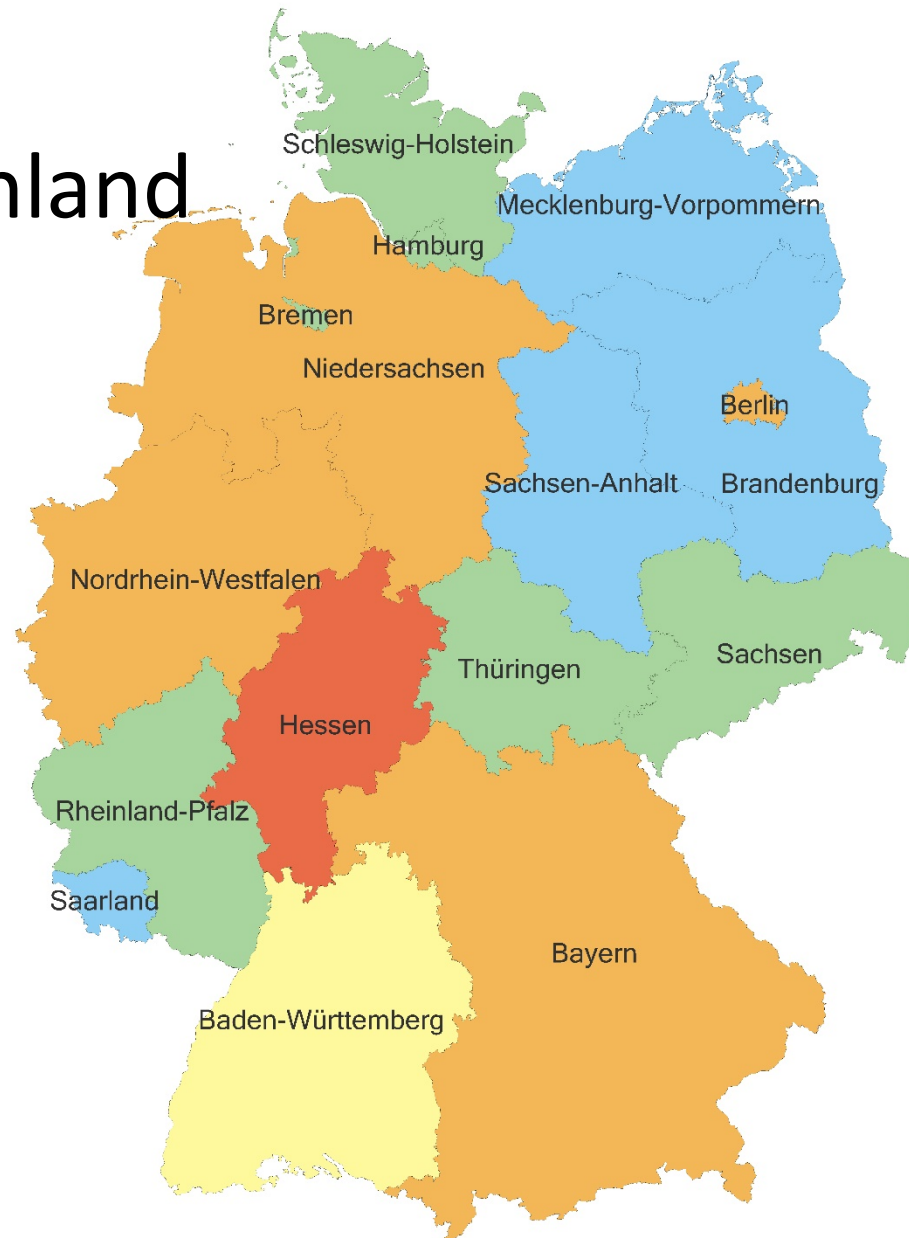 Schleswig-Holstein
nland
Mecklenburg-Vorpommern
Hamburg
Bremen
Niedersachsen
Berlin
Sachsen-Anhalt
Brandenburg
Nordrhein-Westfalen
Sachsen
Thüringen
Hessen
Rheinland-Pfalz
Saarland
Bayern
Baden-Württemberg